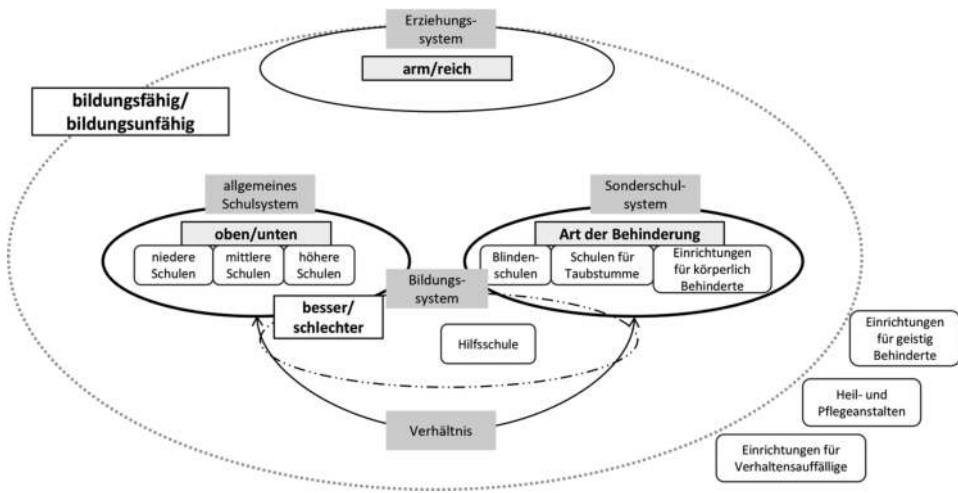 Erziehungs-
system
arm/reich
bildungsfähig/
bildungsunfähig
allgemeines
Schulsystem
oben/unten
niedere
Schulen
mittlere
Schulen
höhere
Schulen
Sonderschul-
system
Art der Behinderung
Blinden-
schulen
Schulen für
Taubstumme
Einrichtungen
für körperlich
Behinderte
Bildungs-
system
besser/
schlechter
Hilfsschule
Verhältnis
Einrichtungen
für geistig
Behinderte
Heil- und
Pflegeanstalten
Einrichtungen für
Verhaltensauffällige